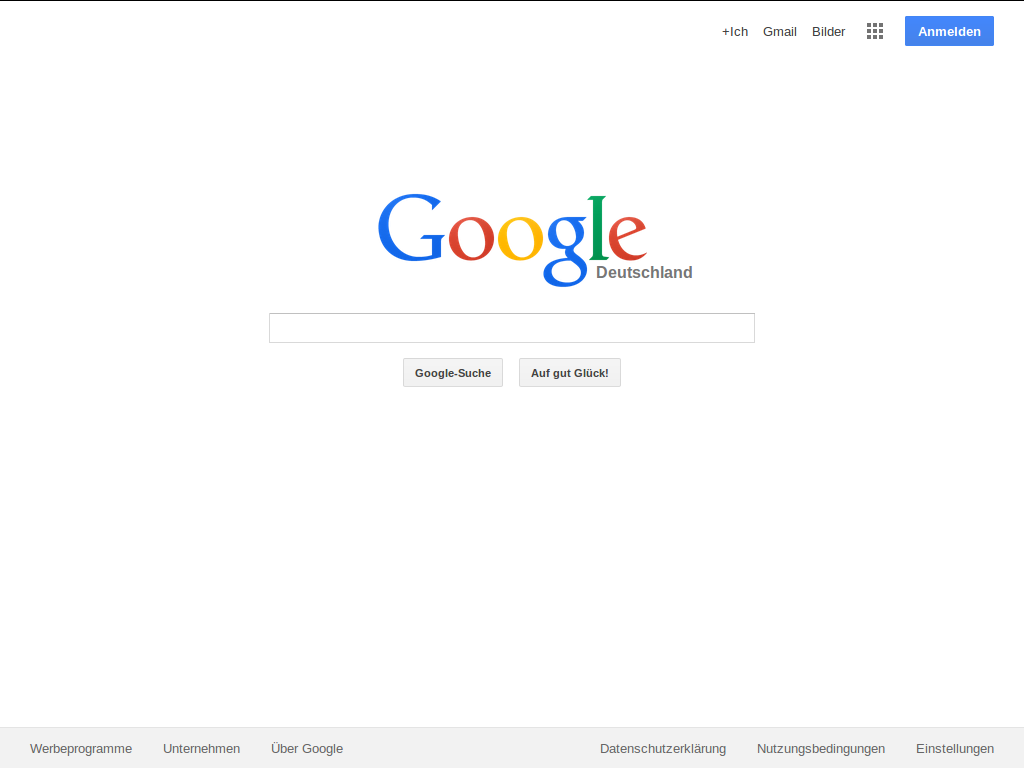 +Ich Gmail Bilder Anmelden
Google
Deutschland
Google-Suche Auf gut Glück!
Werbeprogramme Unternehmen Über Google Datenschutzerklärung Nutzungsbedingungen Einstellungen